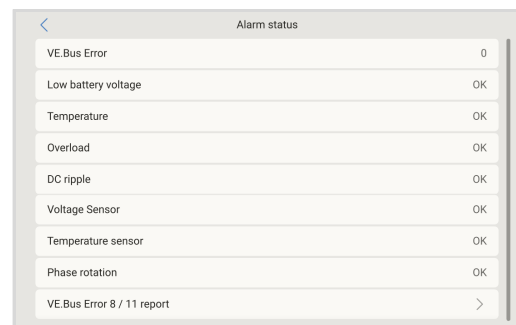 Alarm status
VE.Bus Error 0
Low battery voltage OK
Temperature OK
Overload OK
DC ripple OK
Voltage Sensor OK
Temperature sensor OK
Phase rotation OK
VE.Bus Error 8 / 11 report